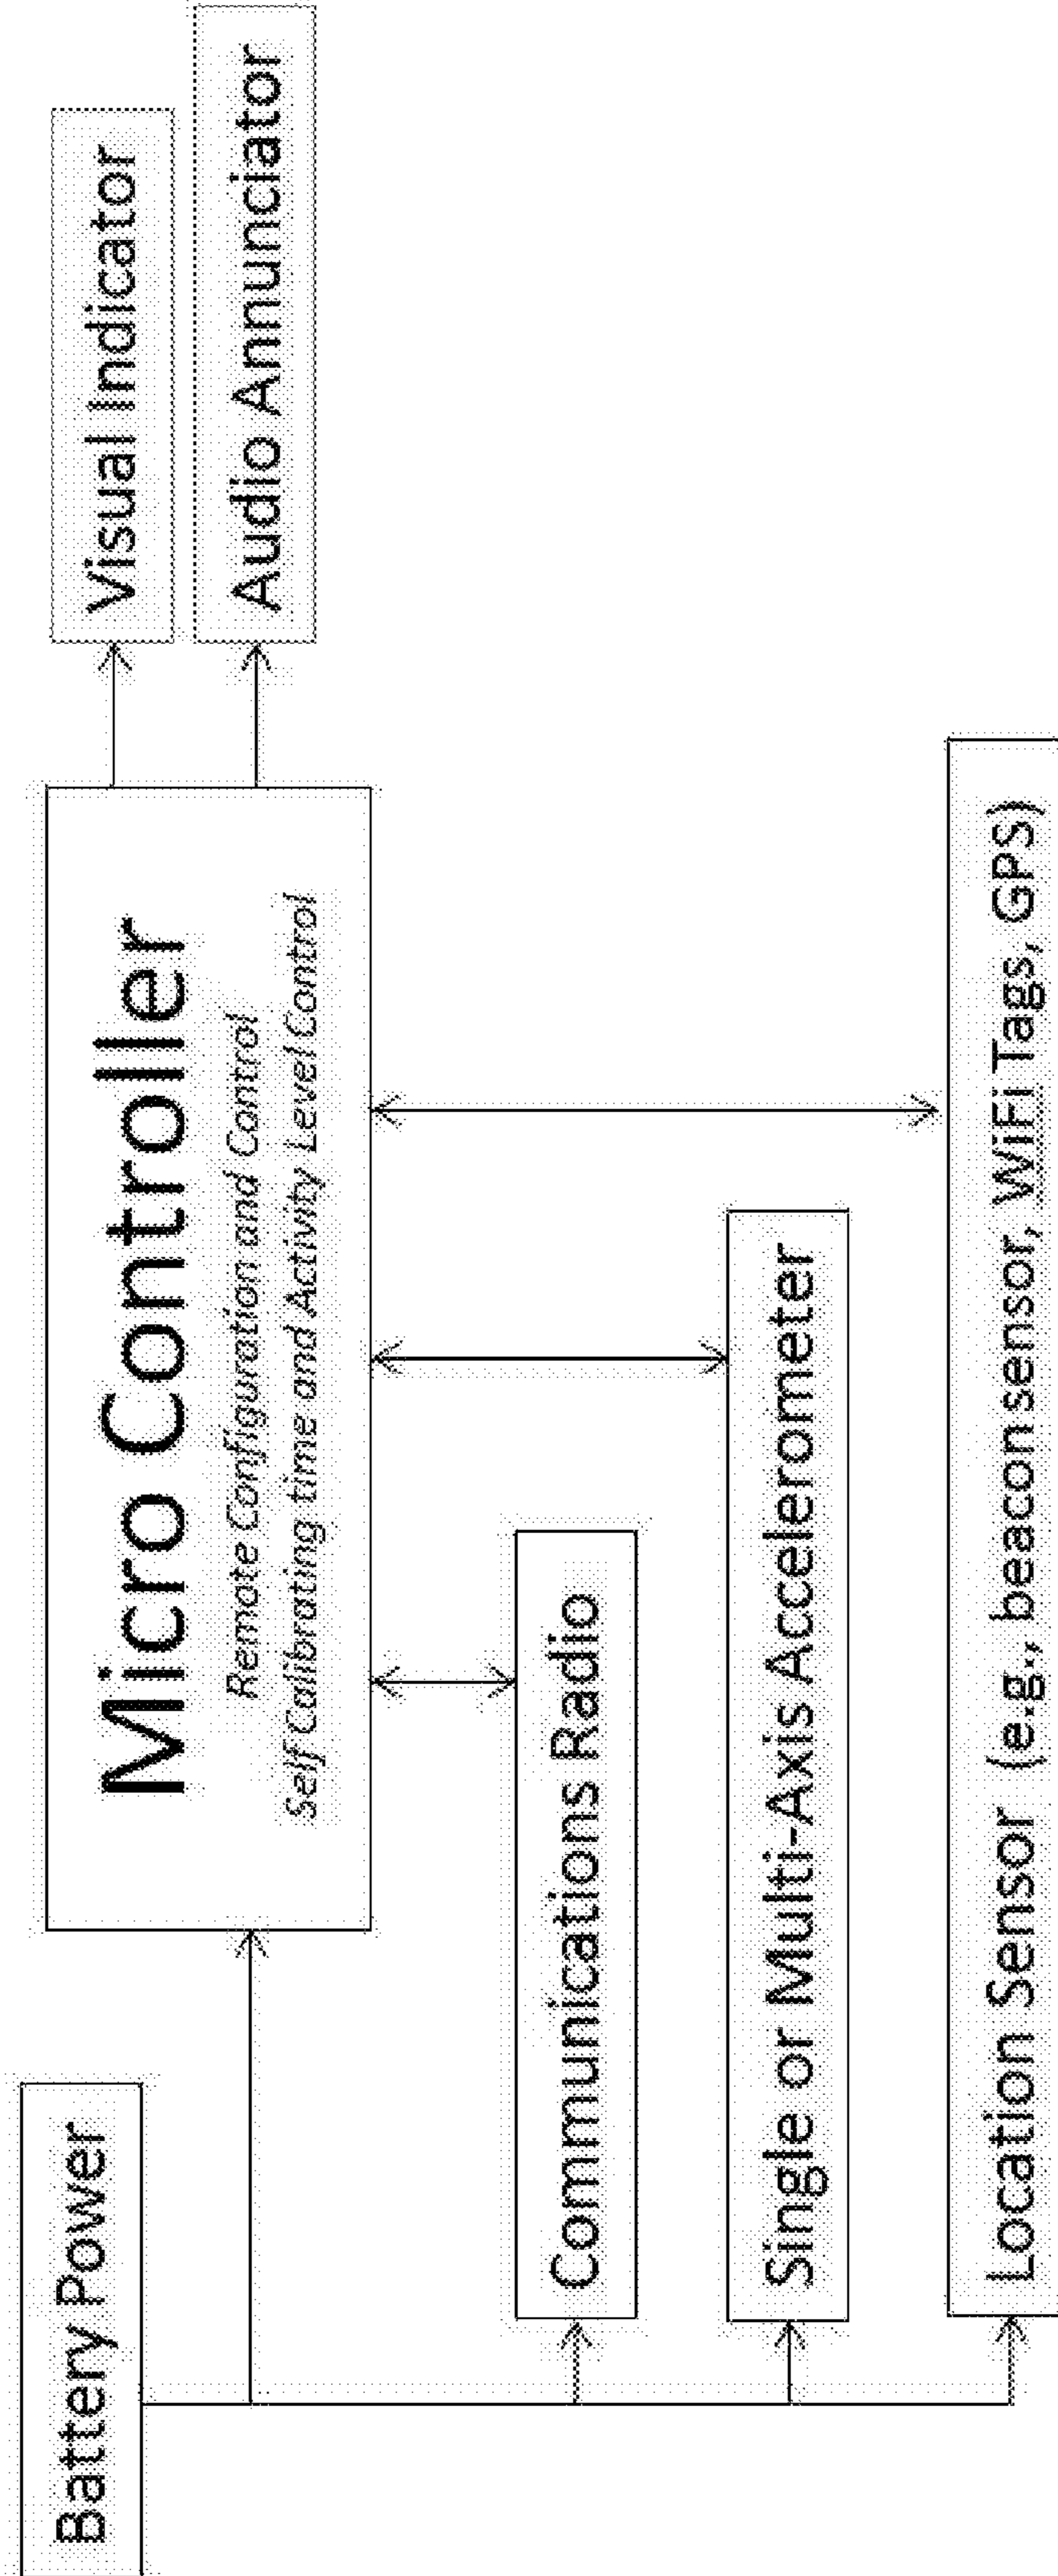 Battery Power
Micro Controller
Remote Configuration and Control
Self Calibrating time and Activity Level Control
Visual Indicator
Audio Annunciator
Communications Radio
Single or Multi-Axis Accelerometer
Location Sensor (e.g., beacon sensor, WiFi Tags, GPS)